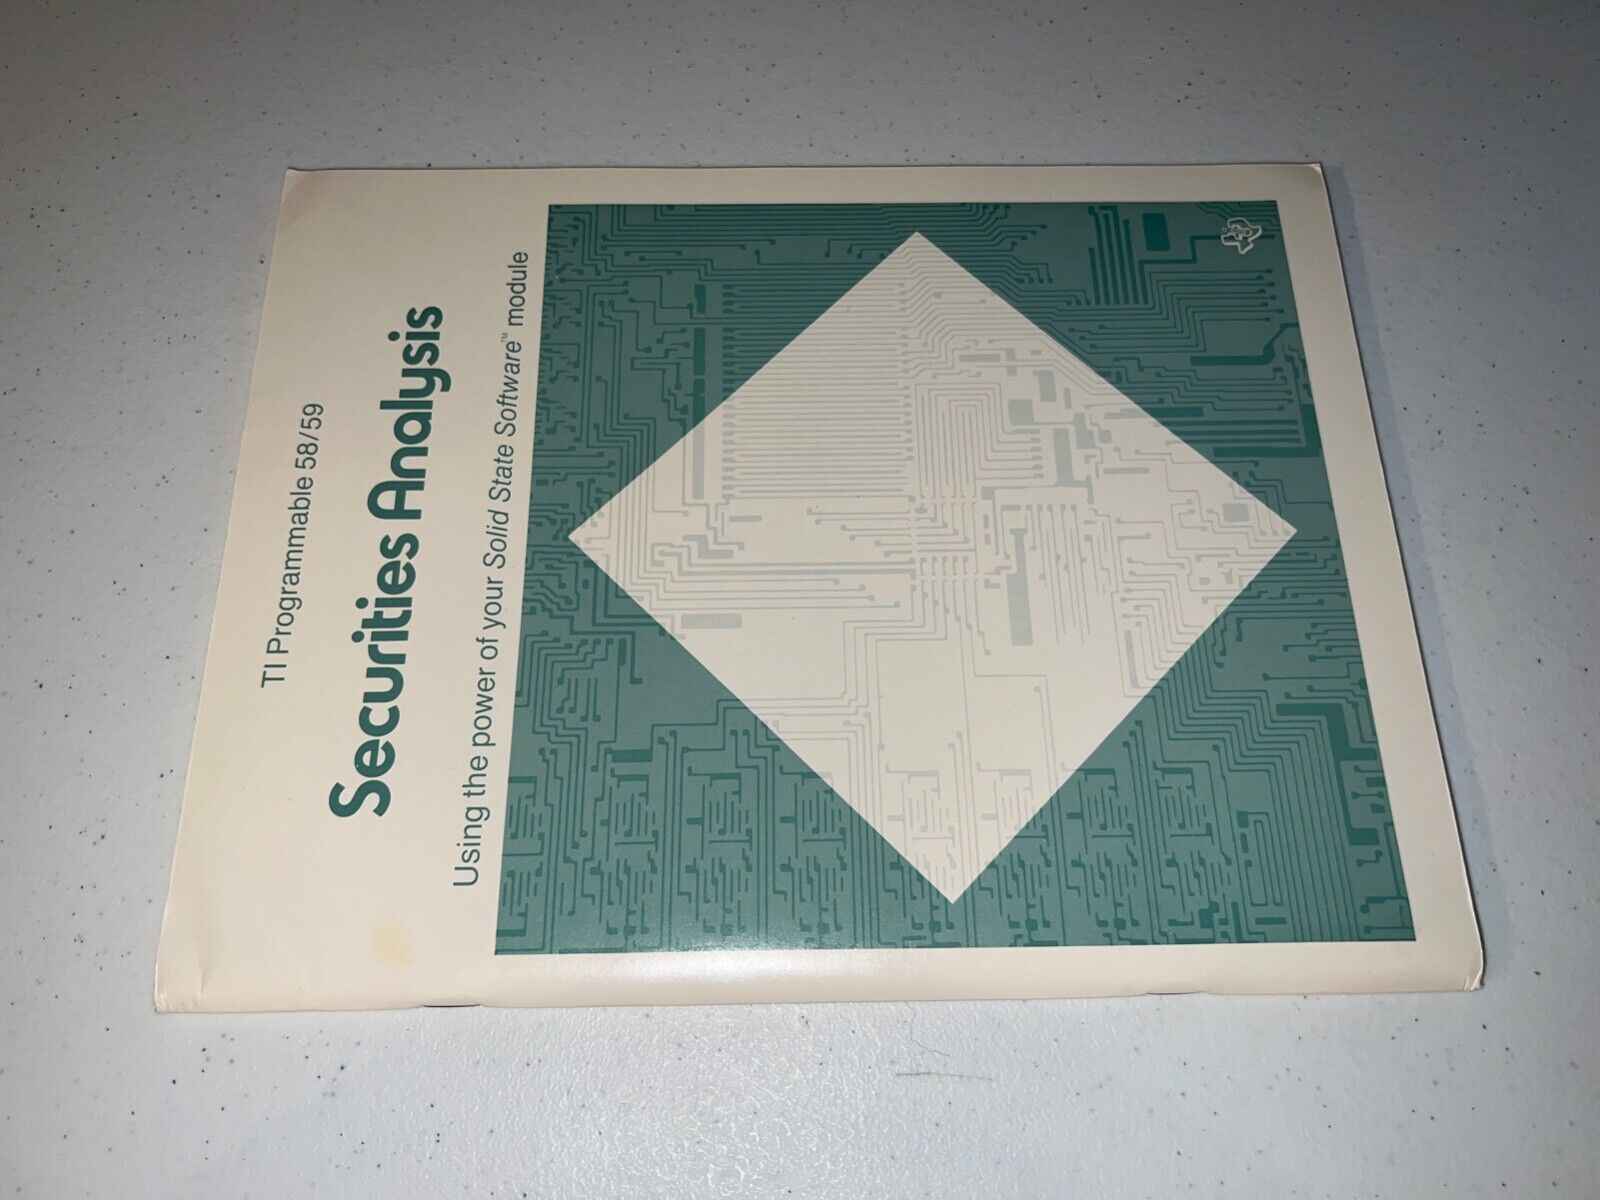 TI Programmable 58/59
Securities Analysis
Using the power of your Solid State Software™ module